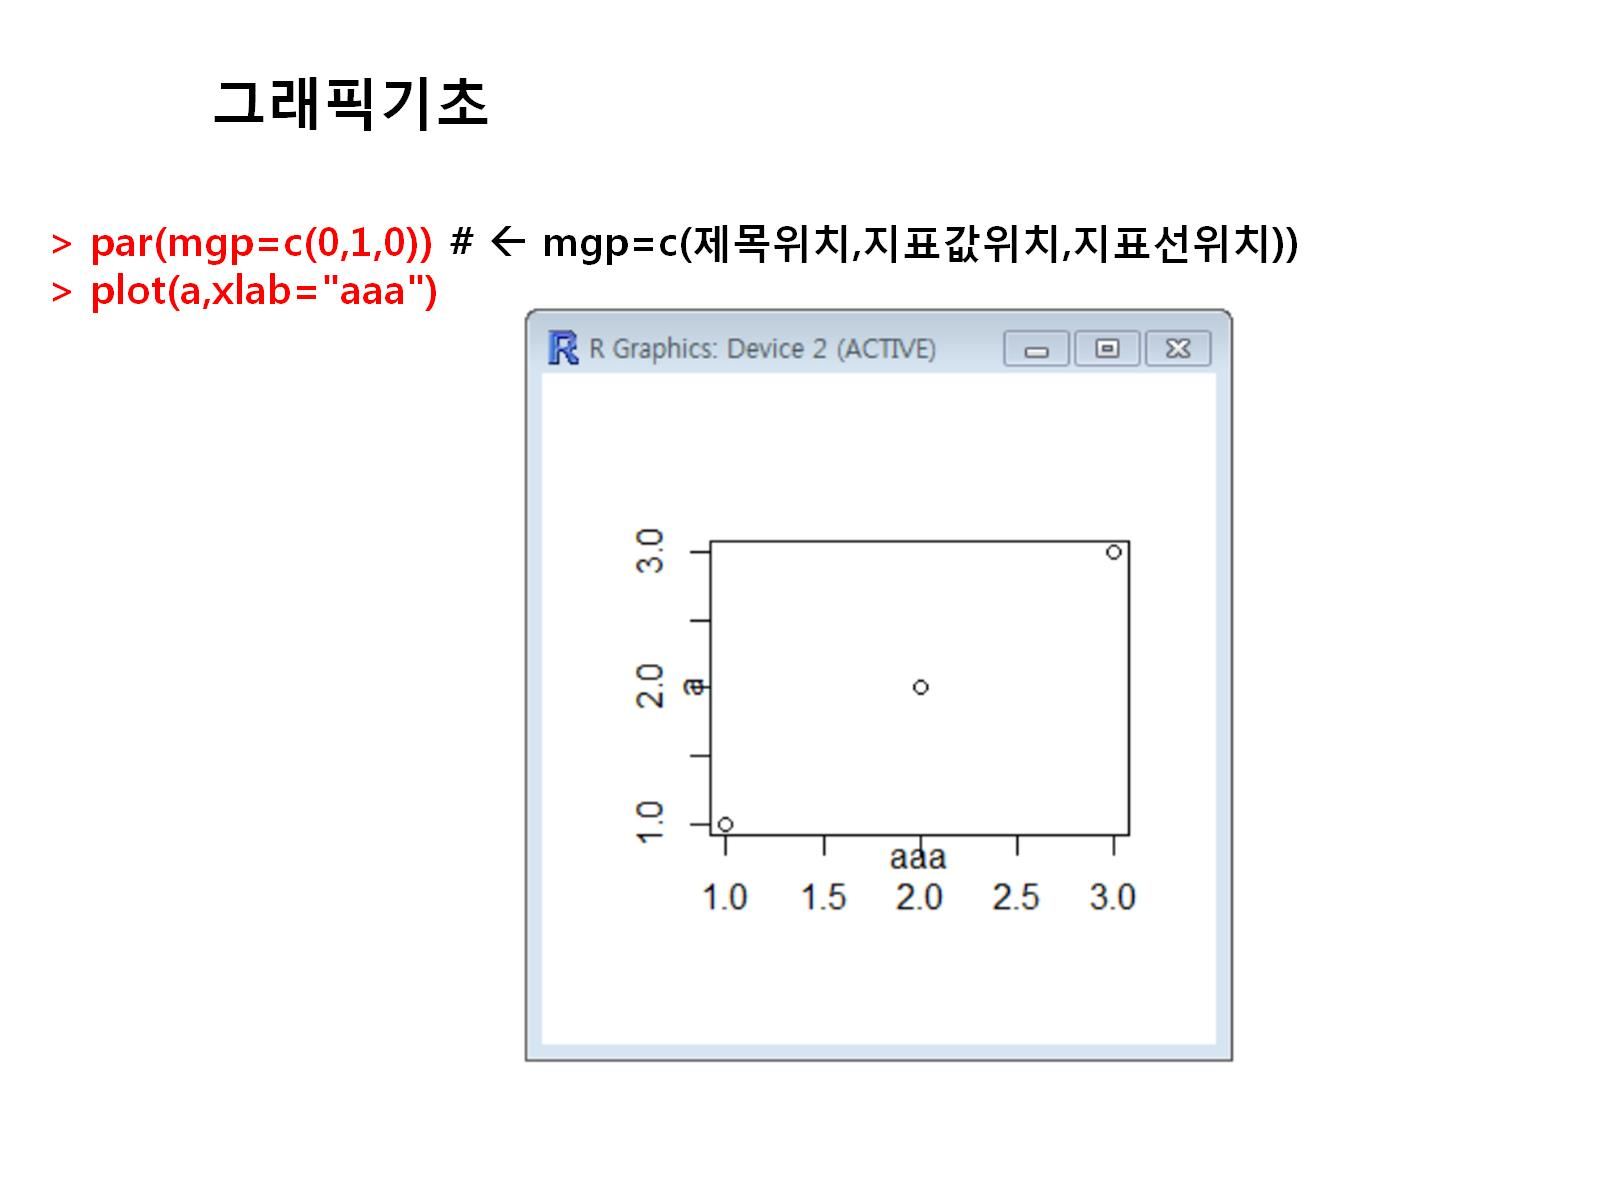 그래픽기초
> par(mgp=c(0,1,0)) # ← mgp=c(제목위치,지표값위치,지표선위치))
> plot(a,xlab="aaa")
R Graphics: Device 2 (ACTIVE)
3.0
2.0
a
1.0
aaa
1.0 1.5 2.0 2.5 3.0